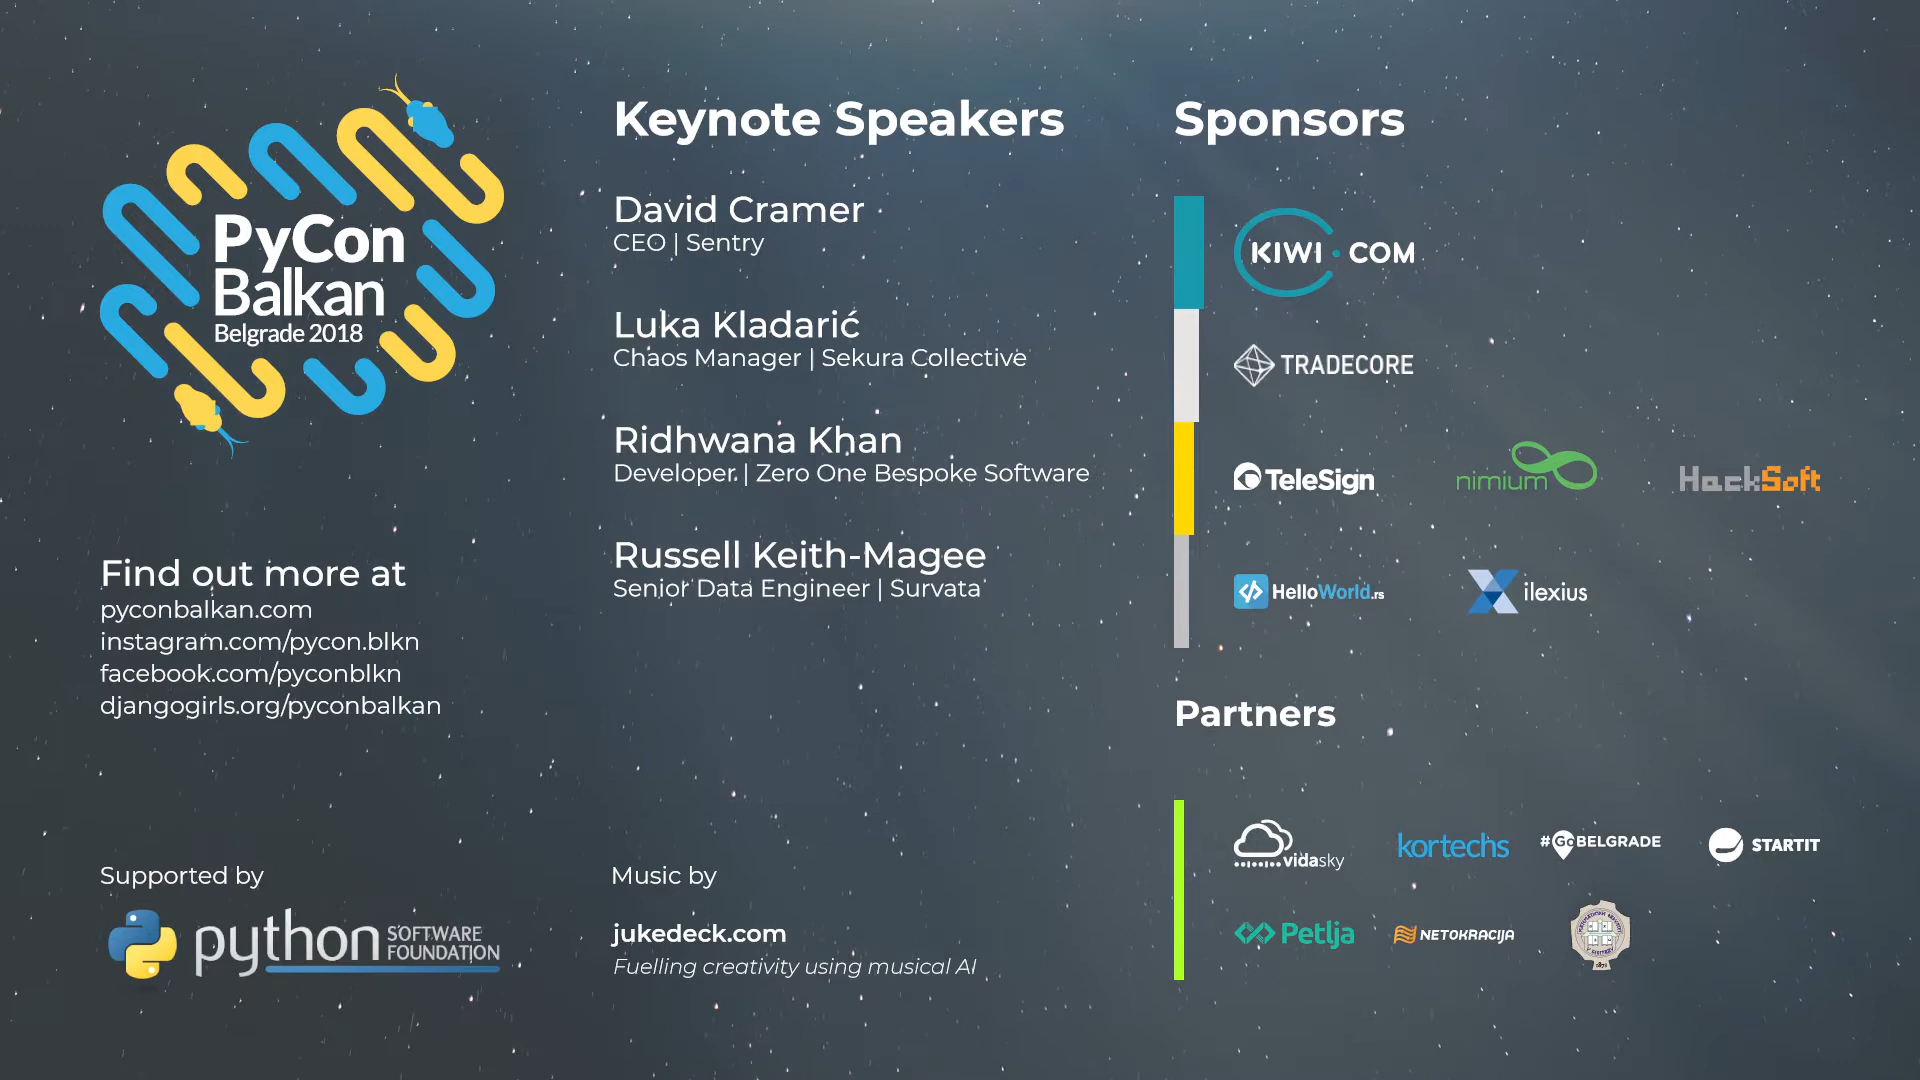 PyCon
Balkan
Belgrade 2018
Find out more at
pyconbalkan.com
instagram.com/pycon.blkn
facebook.com/pyconblkn
djangogirls.org/pyconbalkan
Supported by
python SOFTWARE FOUNDATION
Keynote Speakers
David Cramer
CEO | Sentry
Luka Kladarić
Chaos Manager | Sekura Collective
Ridhwana Khan
Developer | Zero One Bespoke Software
Russell Keith-Magee
Senior Data Engineer | Survata
Music by
jukedeck.com
Fuelling creativity using musical AI
Sponsors
KIWI.COM
TRADECORE
TeleSign nimium HackSoft
HelloWorld.rs ilexius
Partners
vidasky kortechs #GoBELGRADE STARTIT
Petlja NETOKRACIJA
1872